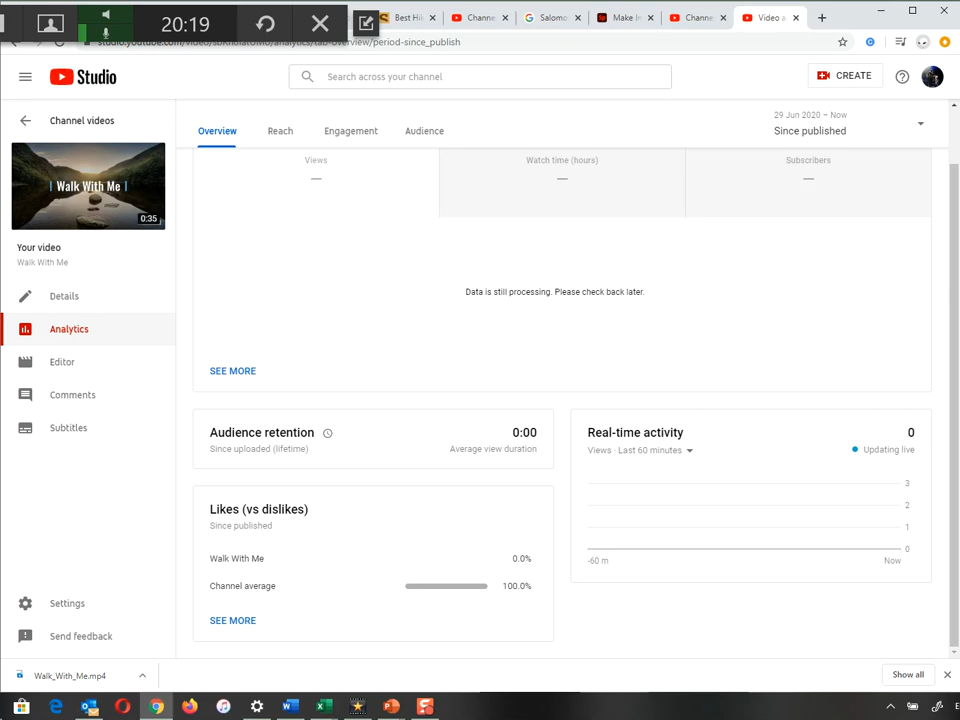 20:19
Best Hi
Channe
Salomo
Make In
Channe
Video a
studio.youtube.com/video/sbKhofatoM0/analytics/tab-overview/period-since_publish
Studio
Search across your channel
CREATE
Channel videos
Walk With Me
0:35
Your video
Walk With Me
Details
Analytics
Editor
Comments
Subtitles
Settings
Send feedback
Overview
Reach
Engagement
Audience
29 Jun 2020 – Now
Since published
Views
—
Watch time (hours)
—
Subscribers
—
Data is still processing. Please check back later.
SEE MORE
Audience retention
0:00
Since uploaded (lifetime)
Average view duration
Likes (vs dislikes)
Since published
Walk With Me 0.0%
Channel average 100.0%
SEE MORE
Real-time activity
0
Views · Last 60 minutes
Updating live
3
2
1
0
-60 m
Now
Walk_With_Me.mp4
Show all